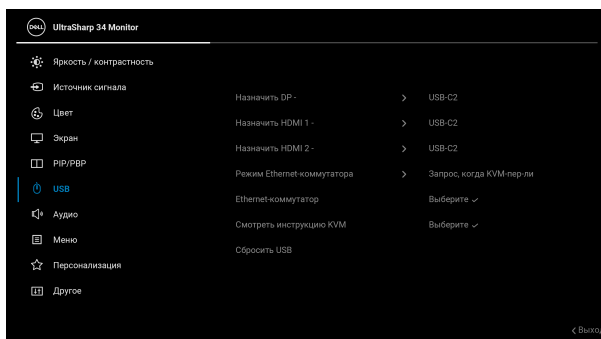 DELL UltraSharp 34 Monitor
Яркость / контрастность
Источник сигнала
Назначить DP - USB-C2
Цвет
Назначить HDMI 1 - USB-C2
Экран
Назначить HDMI 2 - USB-C2
PIP/PBP
Режим Ethernet-коммутатора Запрос, когда KVM-пер-ли
USB
Ethernet-коммутатор Выберите ✓
Аудио
Смотреть инструкцию KVM Выберите ✓
Меню
Сбросить USB
Персонализация
Другое
Выход